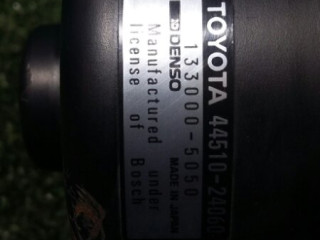 TOYOTA 44510-24060
133000-5050
DENSO MADE IN JAPAN
Manufactured under
license of Bosch